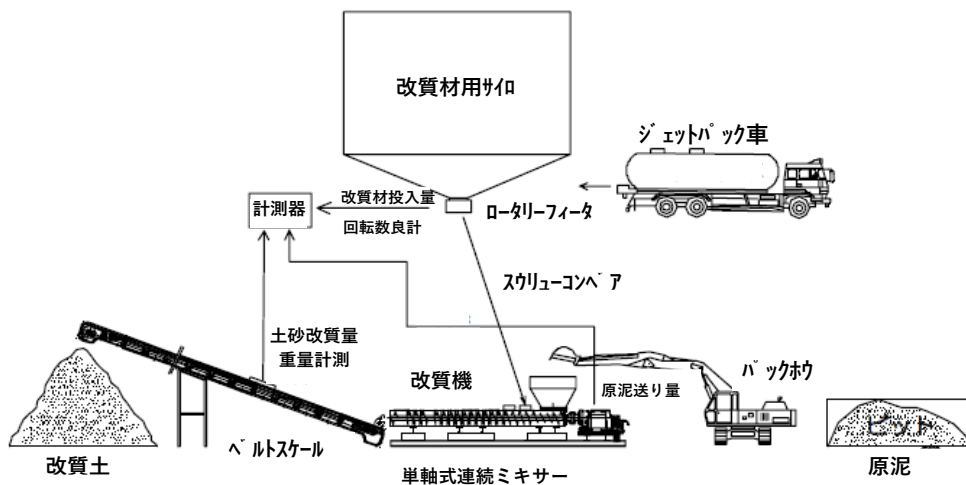 改質材用サイロ
ジェットパック車
計測器
改質材投入量
回転数良計
ロータリーフィータ
スウリューコンベア
土砂改質量
重量計測
改質機
原泥送り量
バックホウ
ピット
改質土
ベルトスケール
単軸式連続ミキサー
原泥